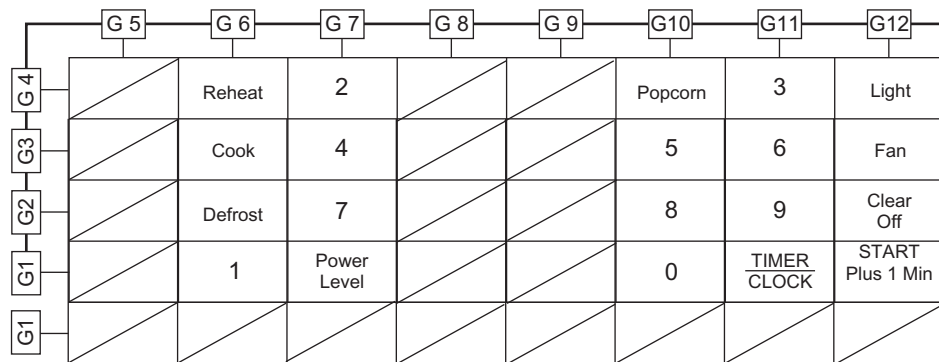 G 5 G 6 G 7 G 8 G 9 G10 G11 G12
G 4 Reheat 2 Popcorn 3 Light
G3 Cook 4 5 6 Fan
G2 Defrost 7 8 9 Clear
Off
G1 1 Power
Level 0 TIMER
CLOCK START
Plus 1 Min
G1